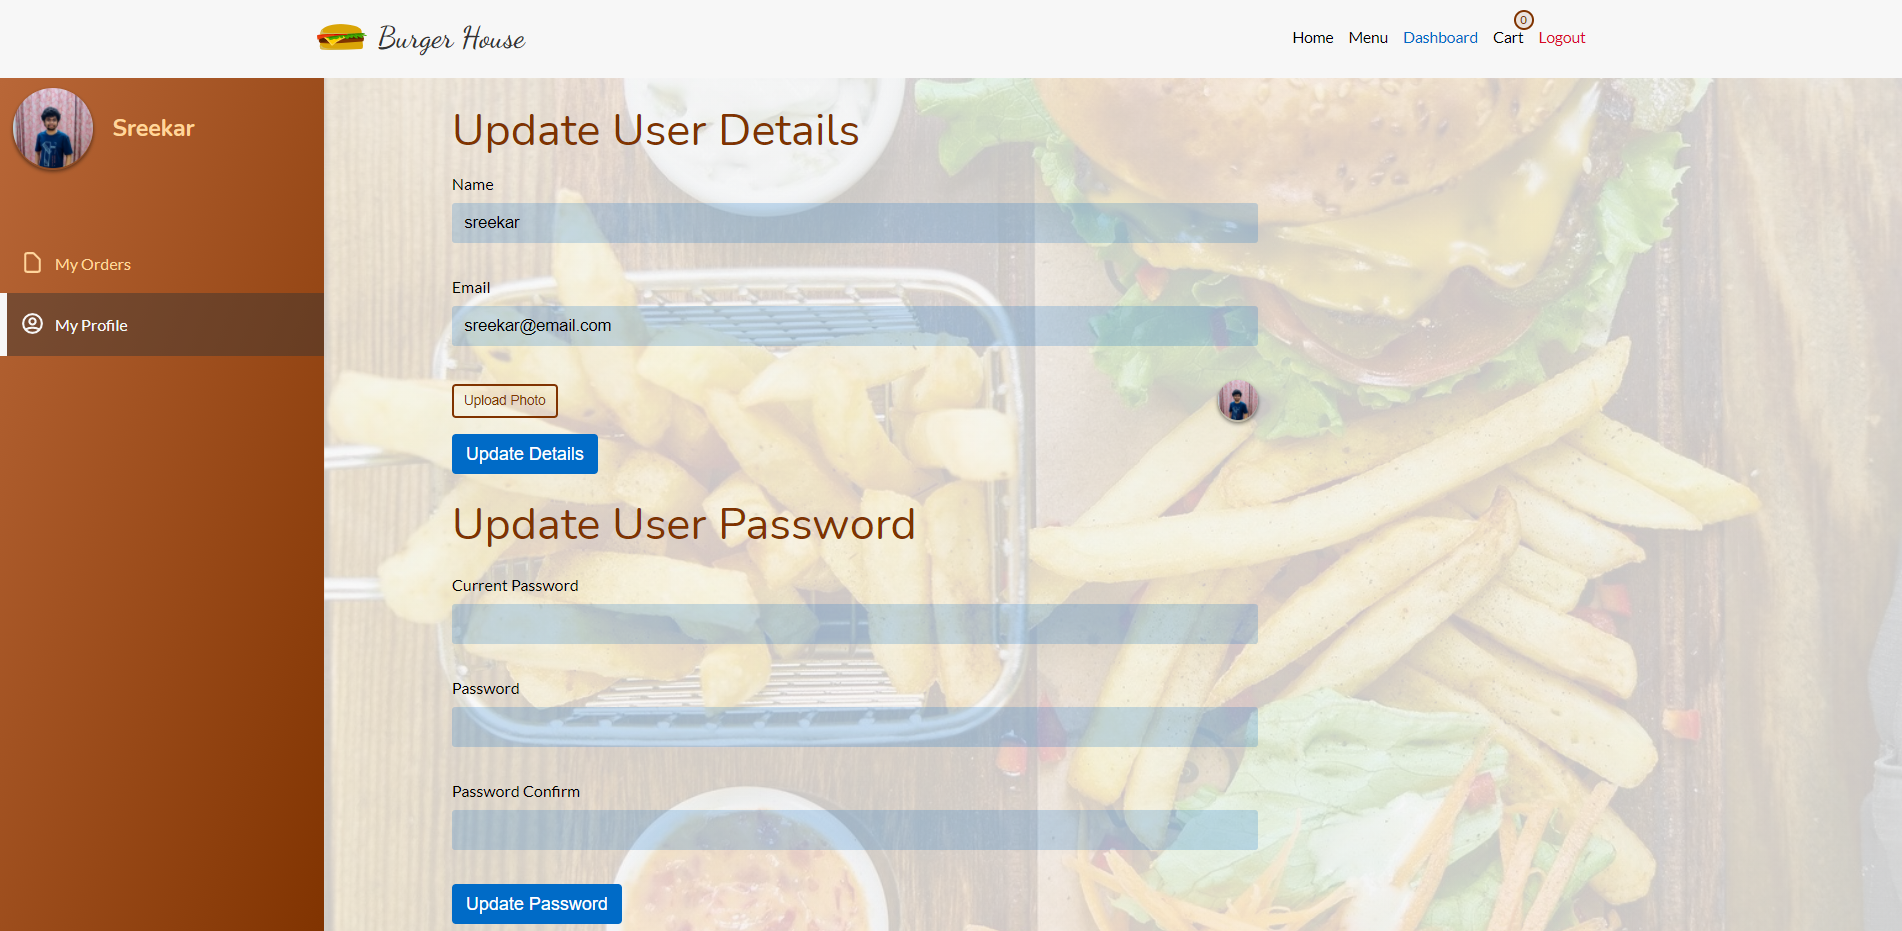 Burger House
Home Menu Dashboard Cart 0 Logout
Sreekar
My Orders
My Profile
Update User Details
Name
sreekar
Email
sreekar@email.com
Upload Photo
Update Details
Update User Password
Current Password
Password
Password Confirm
Update Password